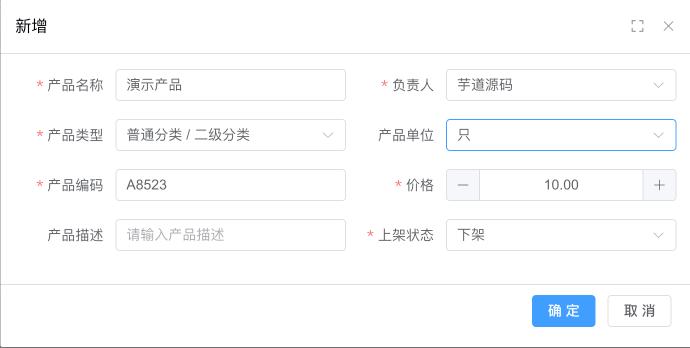 新增
* 产品名称 演示产品 * 负责人 芋道源码
* 产品类型 普通分类 / 二级分类 产品单位 只
* 产品编码 A8523 * 价格 — 10.00 +
产品描述 请输入产品描述 * 上架状态 下架
确 定 取 消